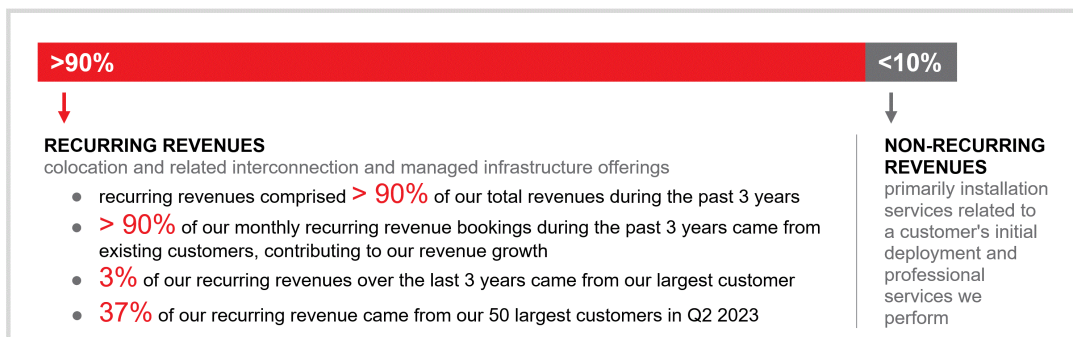 >90%
<10%
RECURRING REVENUES
colocation and related interconnection and managed infrastructure offerings
● recurring revenues comprised > 90% of our total revenues during the past 3 years
● > 90% of our monthly recurring revenue bookings during the past 3 years came from
existing customers, contributing to our revenue growth
● 3% of our recurring revenues over the last 3 years came from our largest customer
● 37% of our recurring revenue came from our 50 largest customers in Q2 2023
NON-RECURRING
REVENUES
primarily installation
services related to
a customer's initial
deployment and
professional
services we
perform